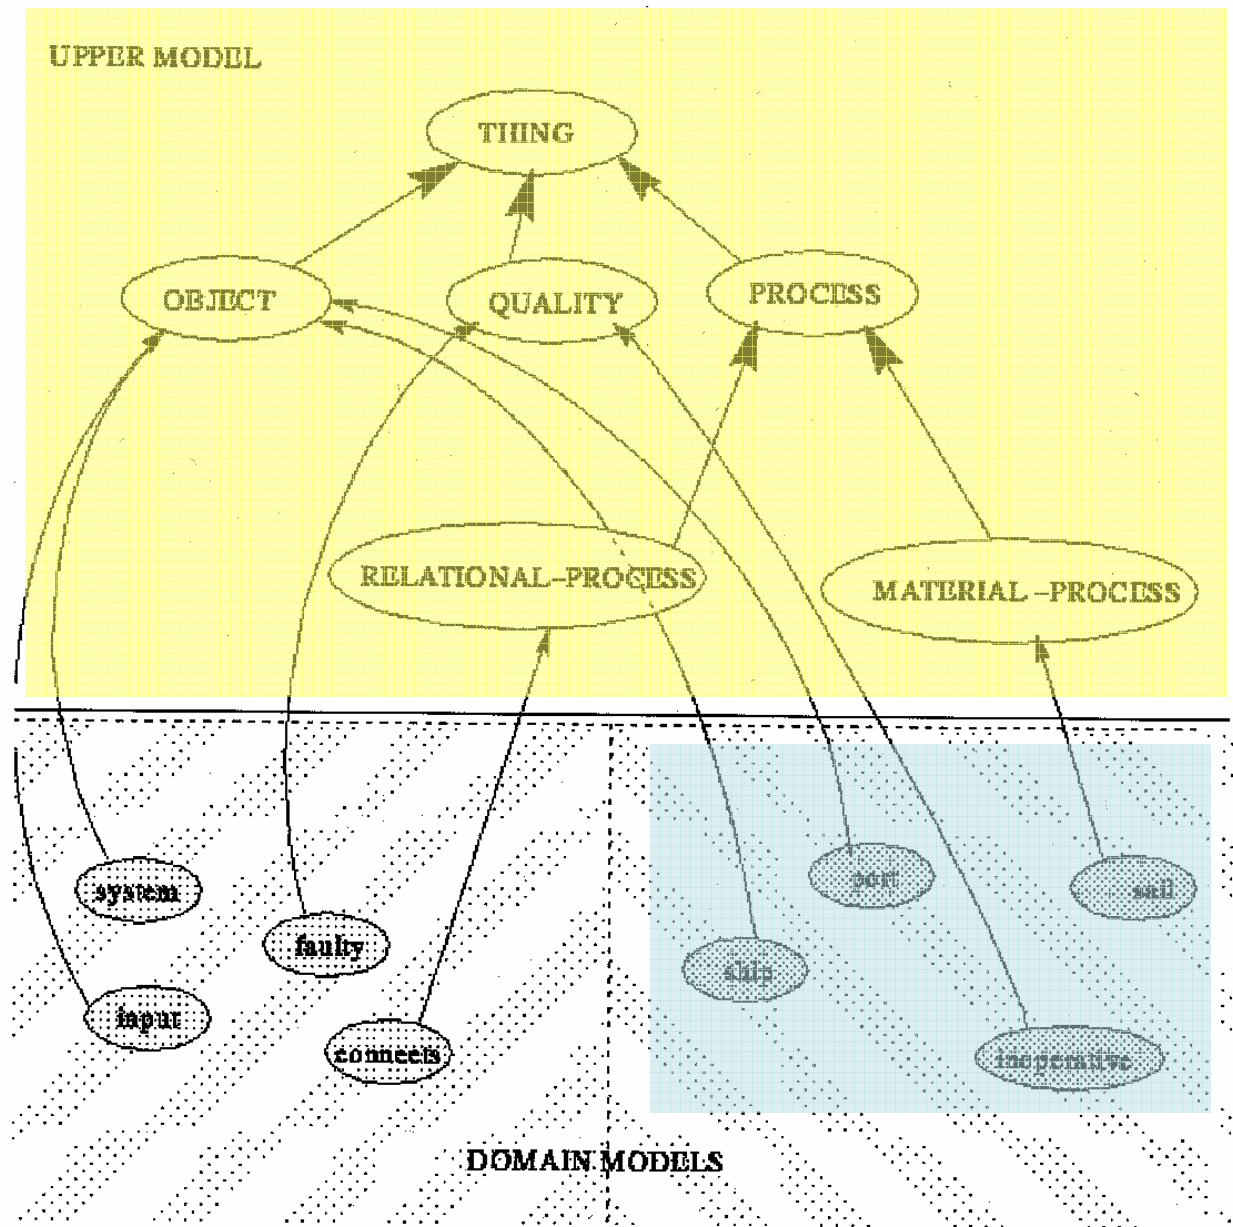 UPPER MODEL
THING
OBJECT
QUALITY
PROCESS
RELATIONAL-PROCESS
MATERIAL-PROCESS
system
port
sail
faulty
ship
input
connects
inoperative
DOMAIN MODELS